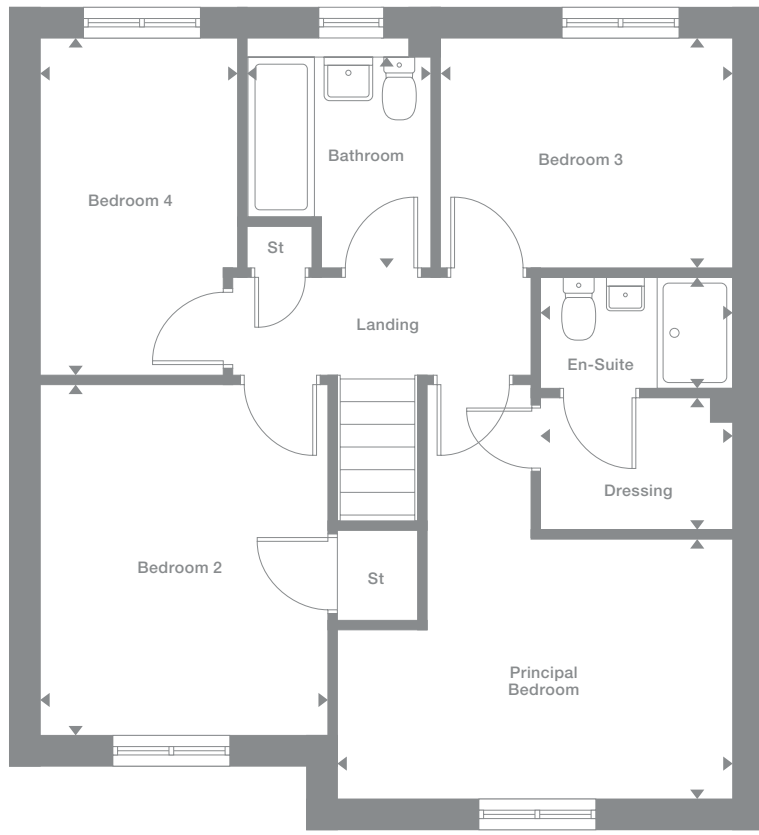 Bathroom
Bedroom 3
Bedroom 4
St
Landing
En-Suite
Dressing
Bedroom 2
St
Principal
Bedroom